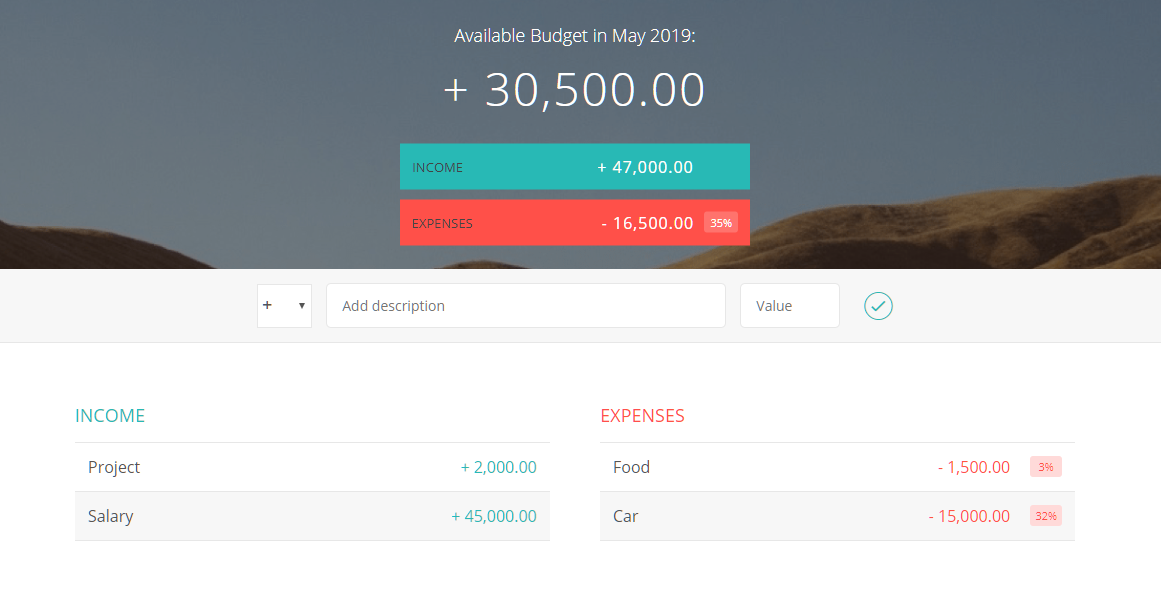 Available Budget in May 2019:
+ 30,500.00
INCOME + 47,000.00
EXPENSES - 16,500.00 35%
+ ▾ Add description Value
INCOME
Project + 2,000.00
Salary + 45,000.00
EXPENSES
Food - 1,500.00 3%
Car - 15,000.00 32%